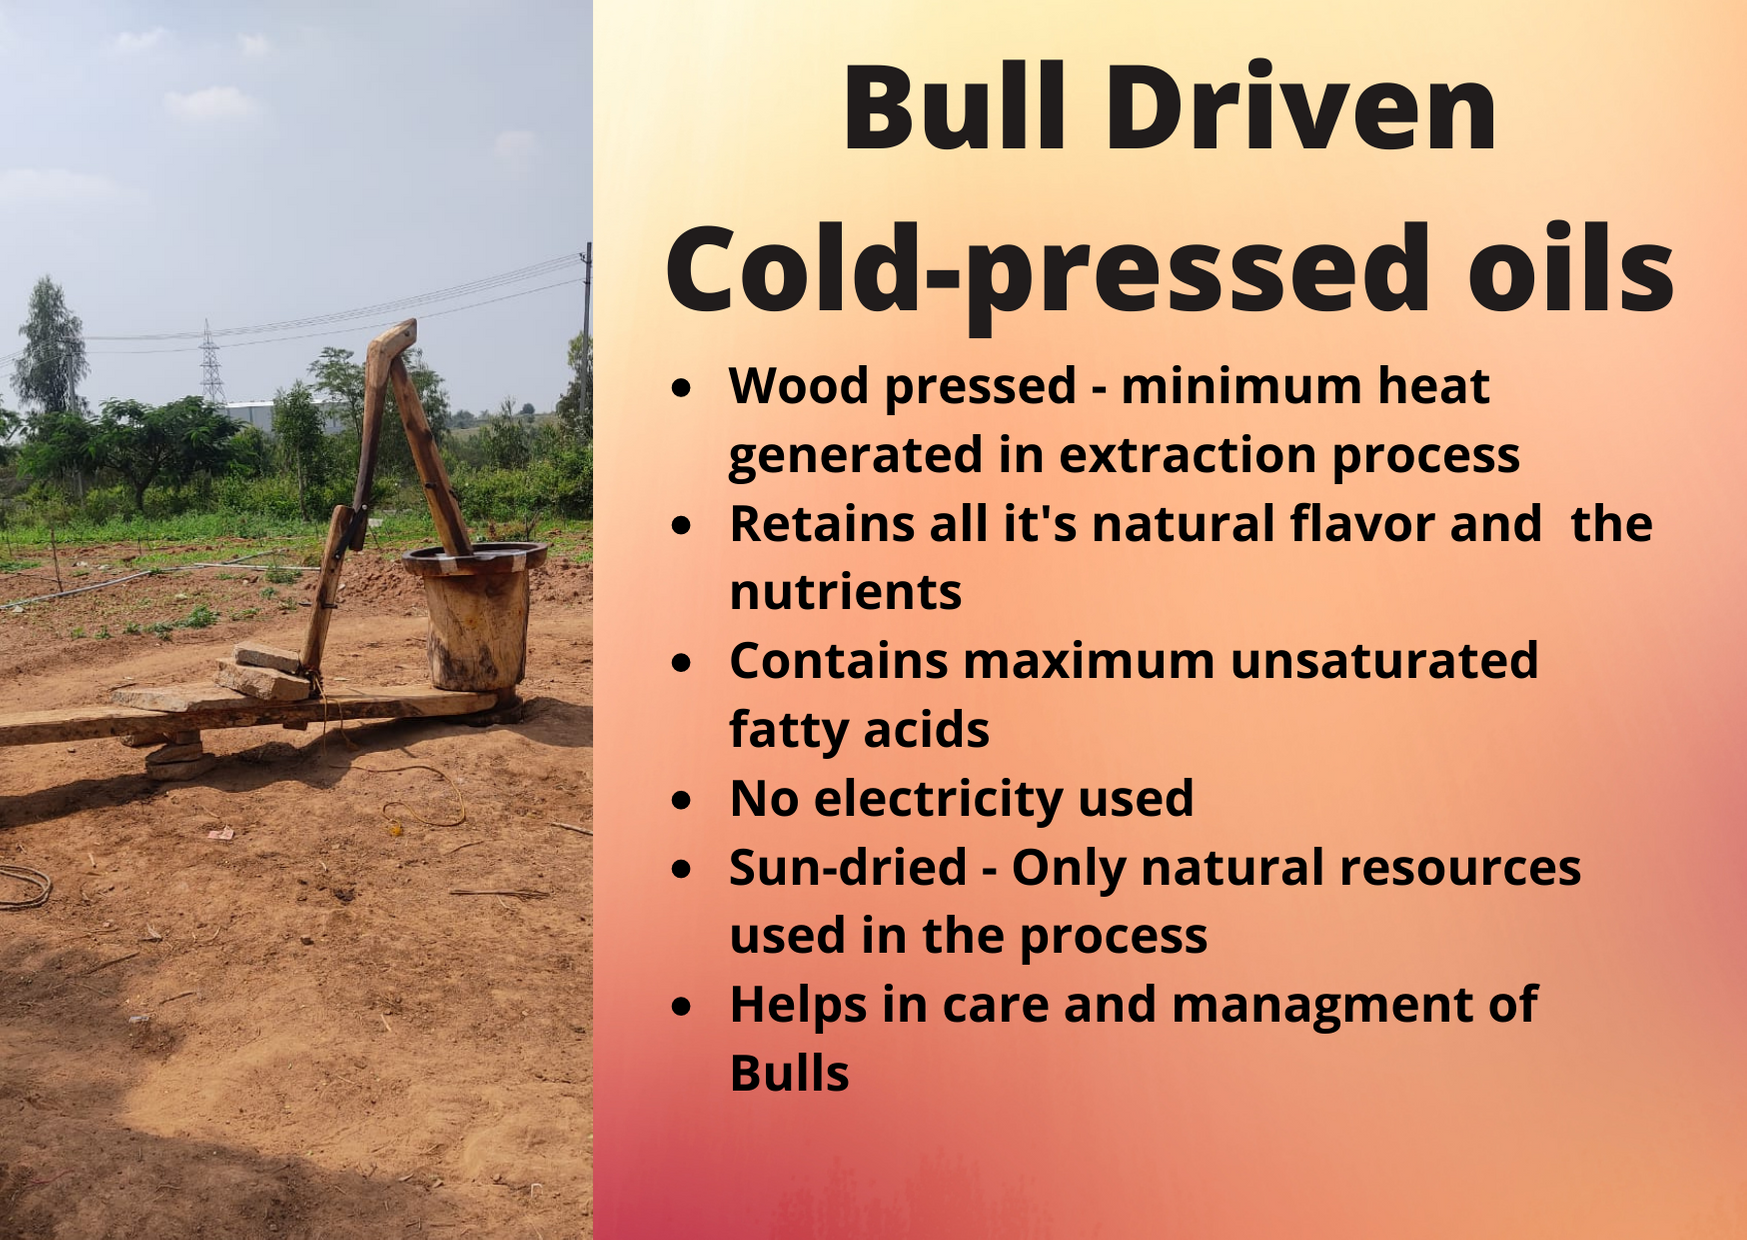 Bull Driven
Cold-pressed oils
• Wood pressed - minimum heat
generated in extraction process
• Retains all it's natural flavor and  the
nutrients
• Contains maximum unsaturated
fatty acids
• No electricity used
• Sun-dried - Only natural resources
used in the process
• Helps in care and managment of
Bulls